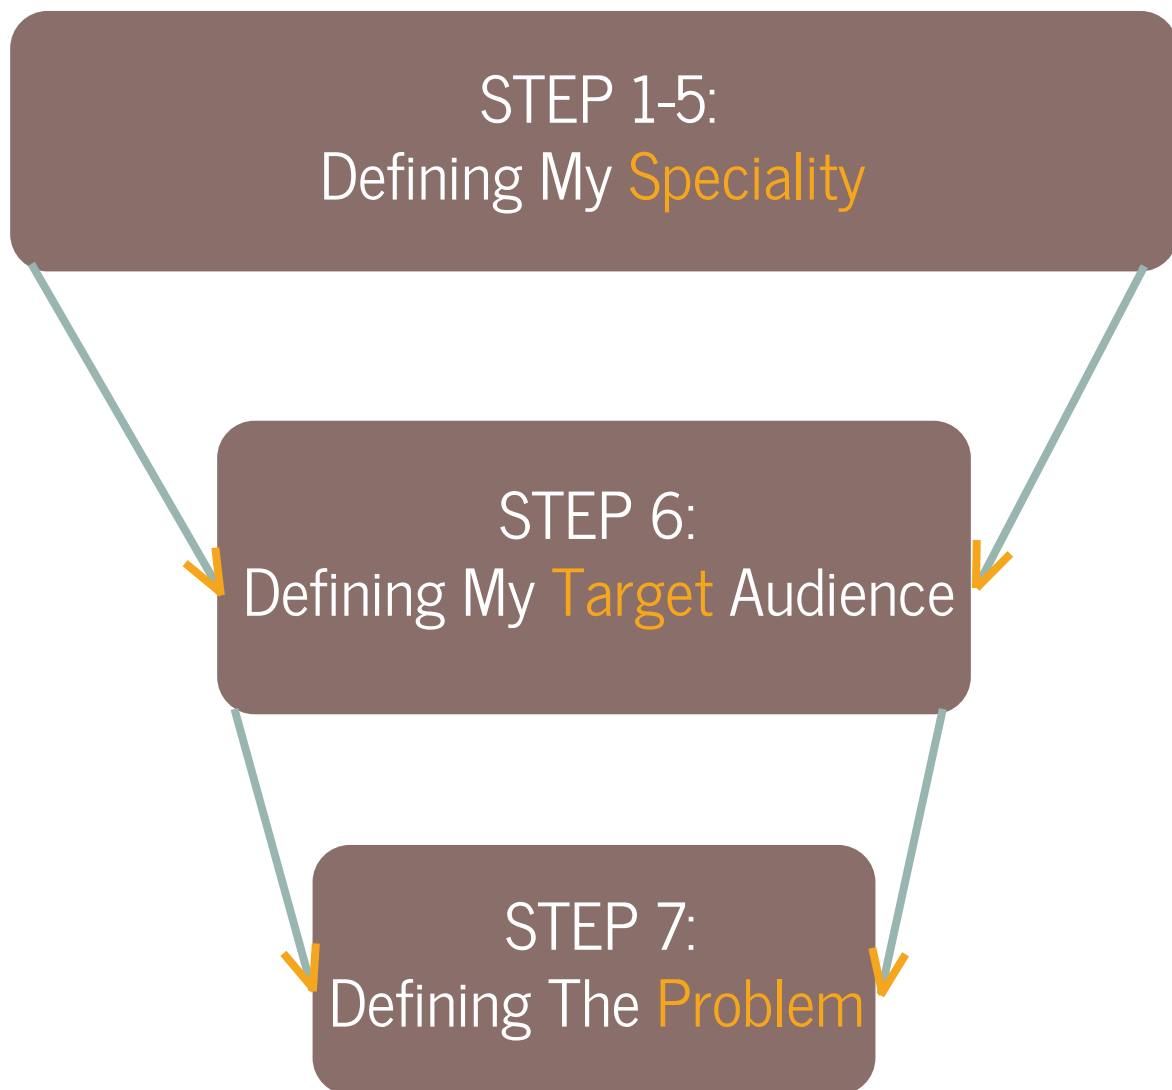 STEP 1-5:
Defining My Speciality
STEP 6:
Defining My Target Audience
STEP 7:
Defining The Problem